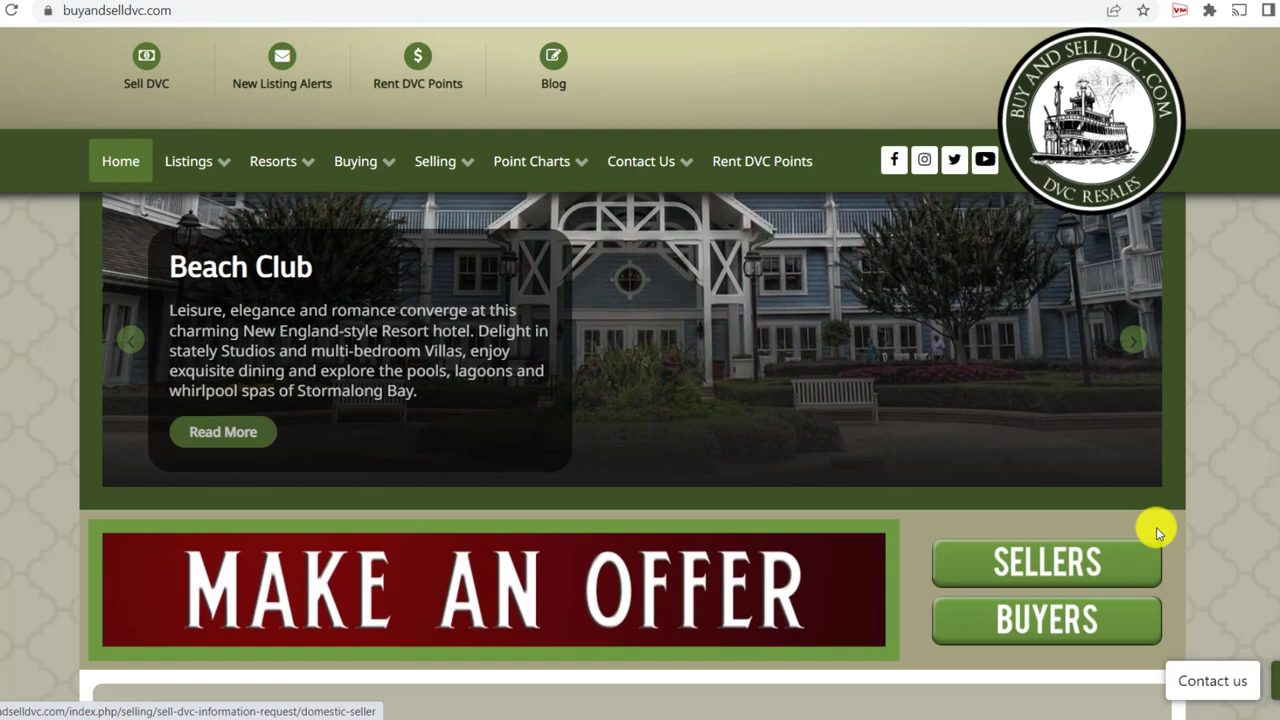 buyandselldvc.com
VM
Sell DVC
New Listing Alerts
Rent DVC Points
Blog
BUY AND SELL DVC.COM
DVC RESALES
Home
Listings
Resorts
Buying
Selling
Point Charts
Contact Us
Rent DVC Points
Beach Club
Leisure, elegance and romance converge at this
charming New England-style Resort hotel. Delight in
stately Studios and multi-bedroom Villas, enjoy
exquisite dining and explore the pools, lagoons and
whirlpool spas of Stormalong Bay.
Read More
MAKE AN OFFER
SELLERS
BUYERS
Contact us
andselldvc.com/index.php/selling/sell-dvc-information-request/domestic-seller